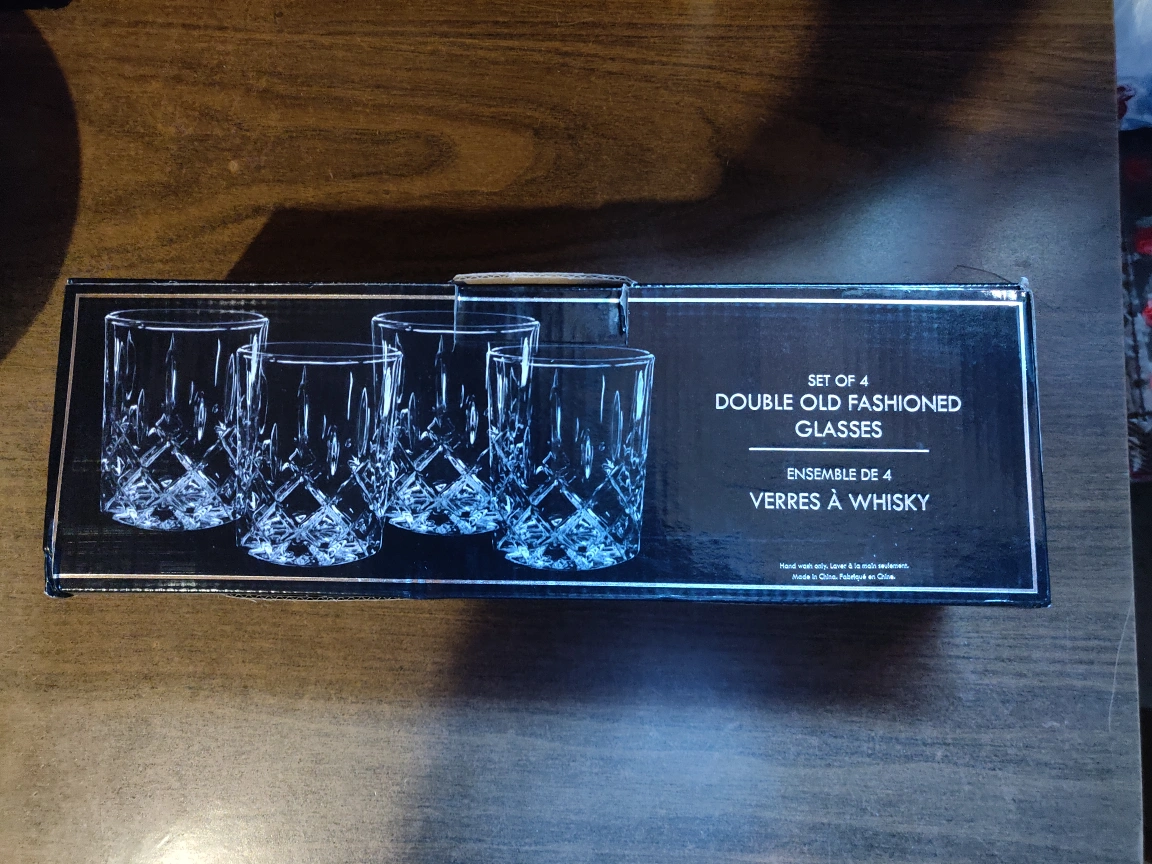 SET OF 4
DOUBLE OLD FASHIONED
GLASSES
ENSEMBLE DE 4
VERRES À WHISKY
Hand wash only. Laver à la main seulement.
Made in China. Fabriqué en Chine.